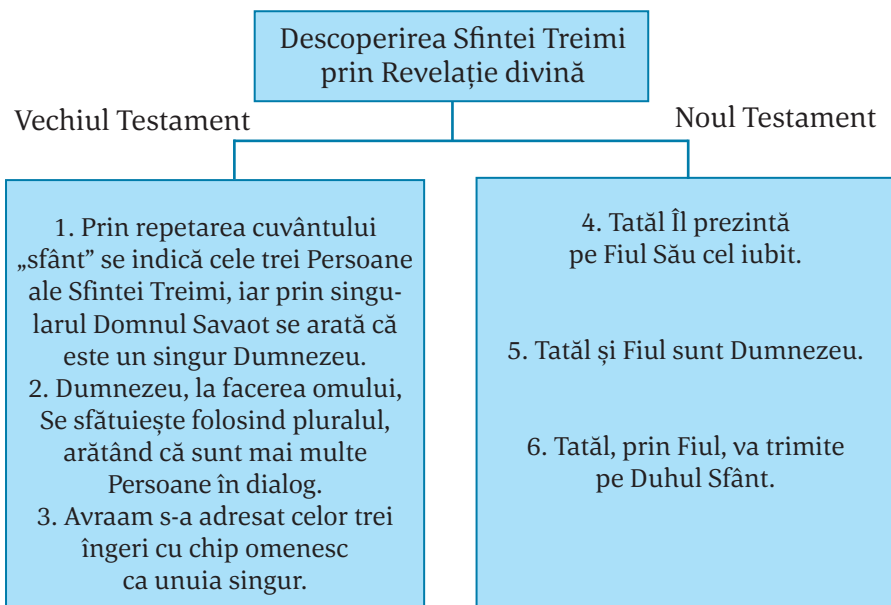 Descoperirea Sfintei Treimi
prin Revelație divină
Vechiul Testament
Noul Testament
1. Prin repetarea cuvântului
„sfânt” se indică cele trei Persoane
ale Sfintei Treimi, iar prin singu-
larul Domnul Savaot se arată că
este un singur Dumnezeu.
2. Dumnezeu, la facerea omului,
Se sfătuiește folosind pluralul,
arătând că sunt mai multe
Persoane în dialog.
3. Avraam s-a adresat celor trei
îngeri cu chip omenesc
ca unuia singur.
4. Tatăl Îl prezintă
pe Fiul Său cel iubit.
5. Tatăl și Fiul sunt Dumnezeu.
6. Tatăl, prin Fiul, va trimite
pe Duhul Sfânt.